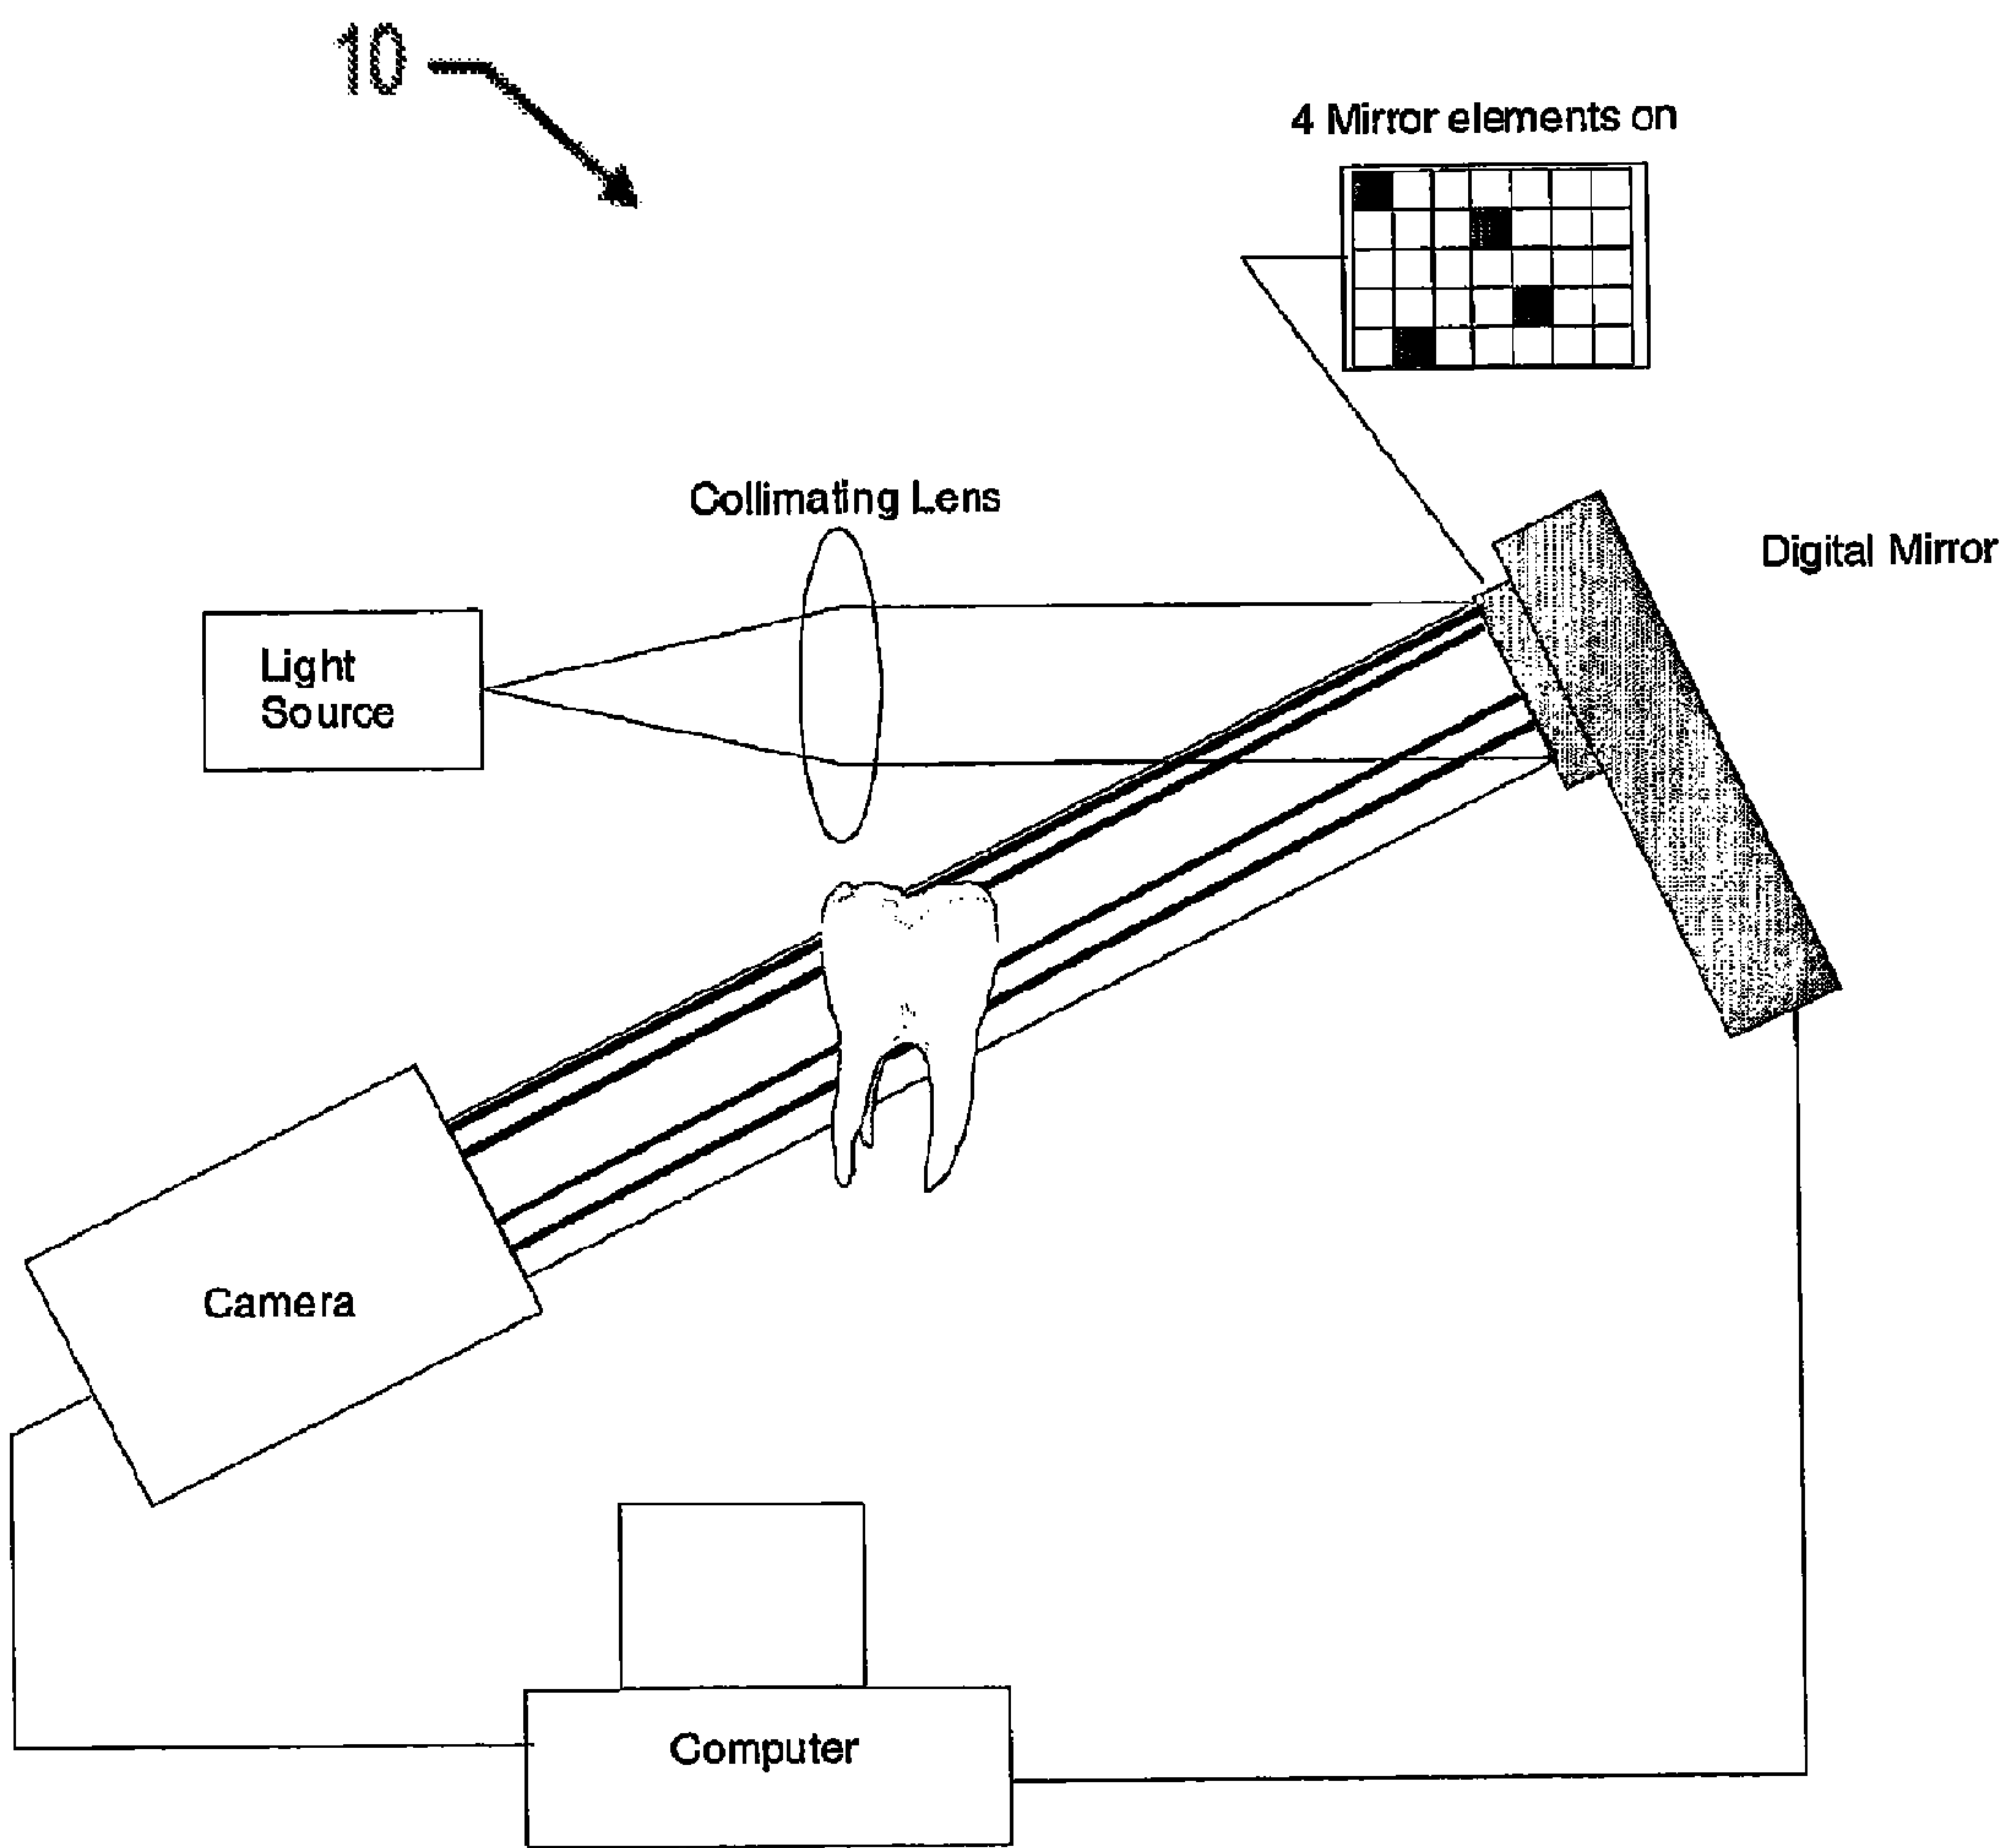 10
4 Mirror elements on
Collimating Lens
Digital Mirror
Light
Source
Camera
Computer